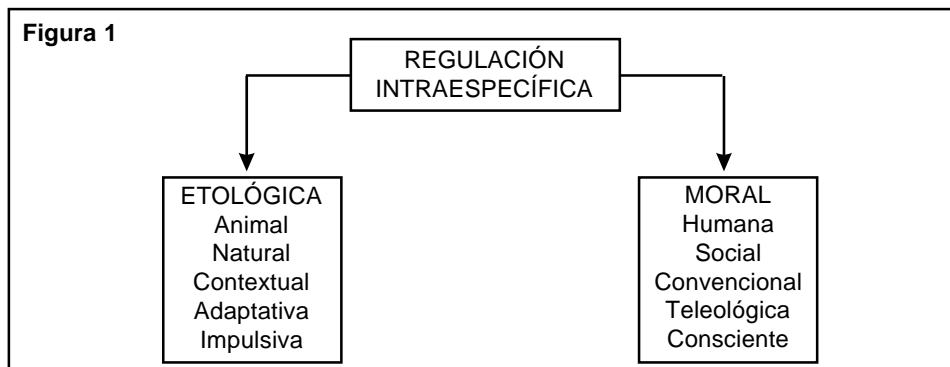 Figura 1
REGULACIÓN
INTRAESPECÍFICA
ETOLÓGICA
Animal
Natural
Contextual
Adaptativa
Impulsiva
MORAL
Humana
Social
Convencional
Teleológica
Consciente